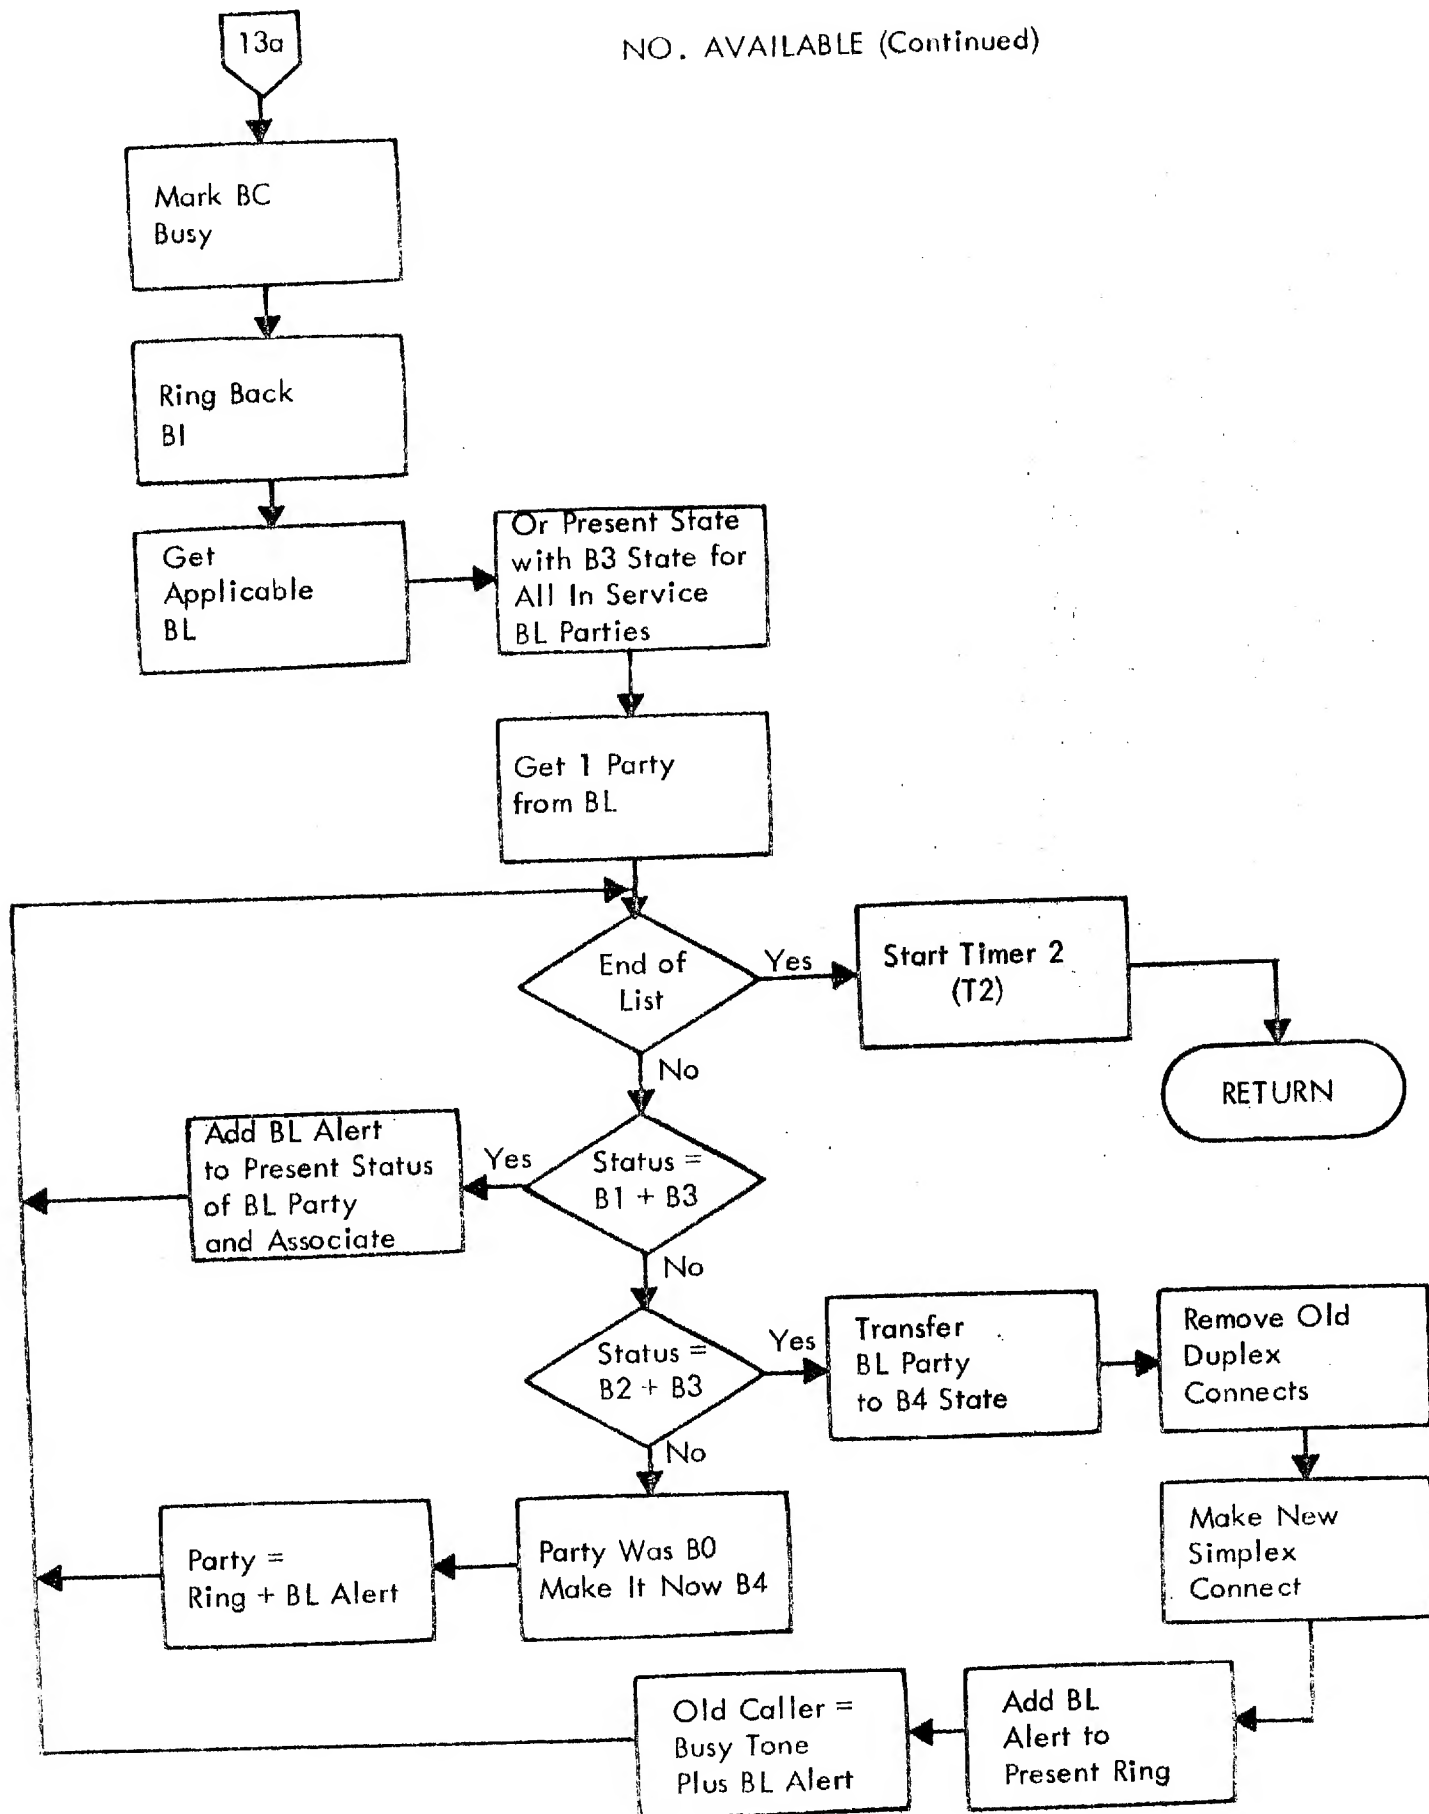 13a
NO. AVAILABLE (Continued)
Mark BC
Busy
Ring Back
BI
Get
Applicable
BL
Or Present State
with B3 State for
All In Service
BL Parties
Get 1 Party
from BL
End of
List
Yes
Start Timer 2
(T2)
RETURN
No
Status =
B1 + B3
Yes
Add BL Alert
to Present Status
of BL Party
and Associate
No
Status =
B2 + B3
Yes
Transfer
BL Party
to B4 State
Remove Old
Duplex
Connects
Make New
Simplex
Connect
No
Party Was B0
Make It Now B4
Party =
Ring + BL Alert
Add BL
Alert to
Present Ring
Old Caller =
Busy Tone
Plus BL Alert